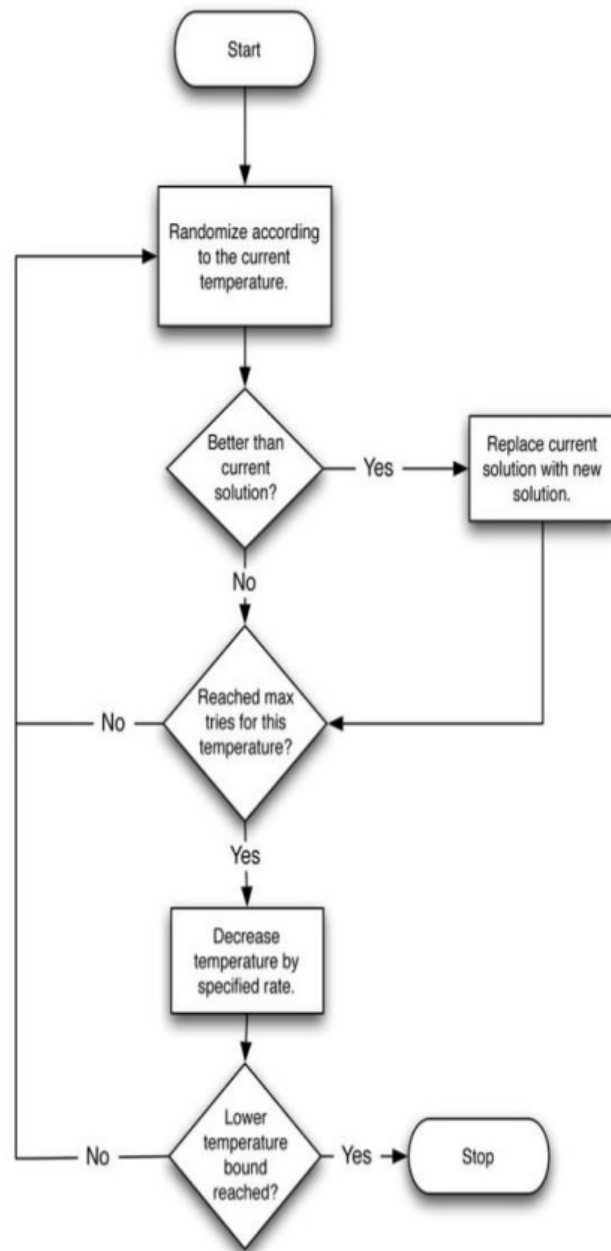 Start
Randomize according
to the current
temperature.
Better than
current
solution?
Yes
Replace current
solution with new
solution.
No
Reached max
tries for this
temperature?
No
Yes
Decrease
temperature by
specified rate.
Lower
temperature
bound
reached?
No
Yes
Stop